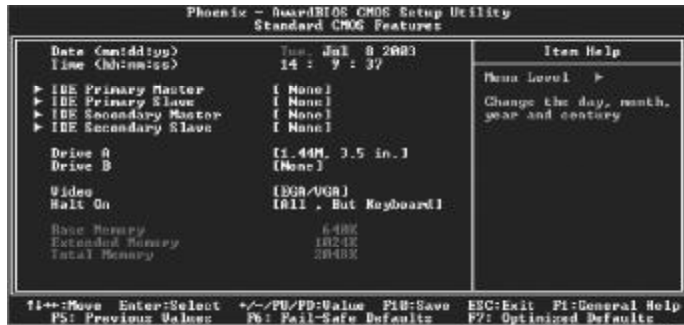 Phoenix - AwardBIOS CMOS Setup Utility
Standard CMOS Features
Date (mm:dd:yy) Tue, Jul 8 2003
Time (hh:mm:ss) 14 : 9 : 37
► IDE Primary Master [ None]
► IDE Primary Slave [ None]
► IDE Secondary Master [ None]
► IDE Secondary Slave [ None]
Drive A [1.44M, 3.5 in.]
Drive B [None]
Video [EGA/VGA]
Halt On [All , But Keyboard]
Base Memory 640K
Extended Memory 1024K
Total Memory 2048K
Item Help
Menu Level ►
Change the day, month,
year and century
↑↓→←:Move Enter:Select +/-/PU/PD:Value F10:Save ESC:Exit F1:General Help
F5: Previous Values F6: Fail-Safe Defaults F7: Optimized Defaults